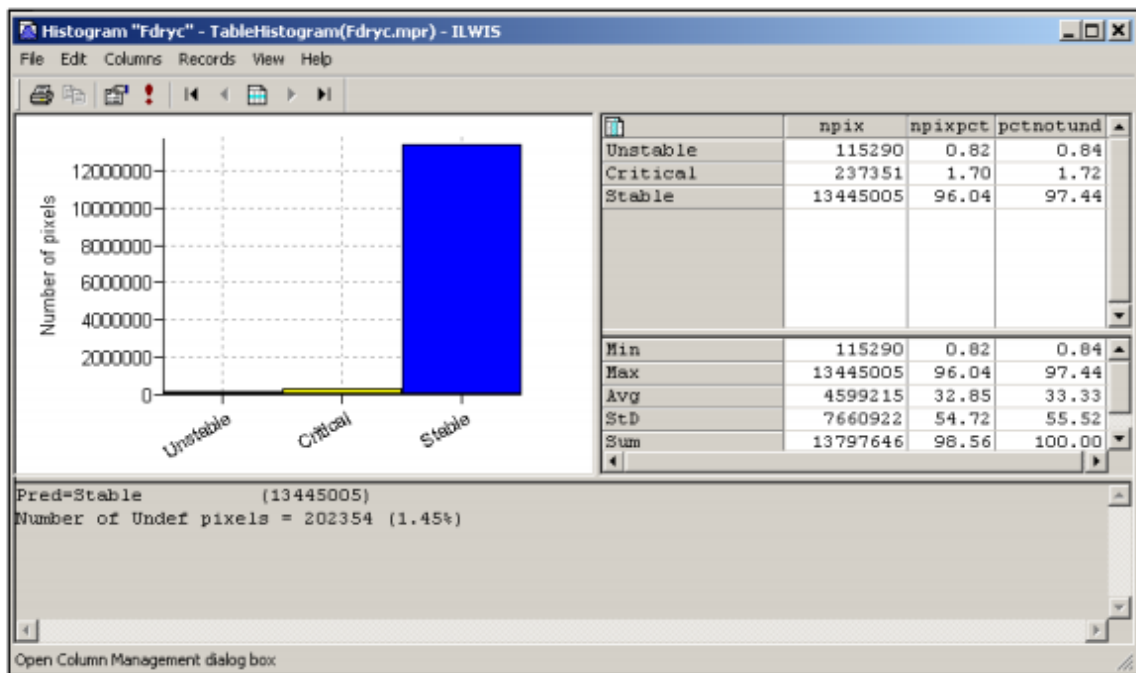 Histogram "Fdryc" - TableHistogram(Fdryc.mpr) - ILWIS
File Edit Columns Records View Help
Number of pixels
12000000
10000000
8000000
6000000
4000000
2000000
0
Unstable Critical Stable
npix npixpct pctnotund
Unstable 115290 0.82 0.84
Critical 237351 1.70 1.72
Stable 13445005 96.04 97.44
Min 115290 0.82 0.84
Max 13445005 96.04 97.44
Avg 4599215 32.85 33.33
StD 7660922 54.72 55.52
Sum 13797646 98.56 100.00
Pred=Stable (13445005)
Number of Undef pixels = 202354 (1.45%)
Open Column Management dialog box